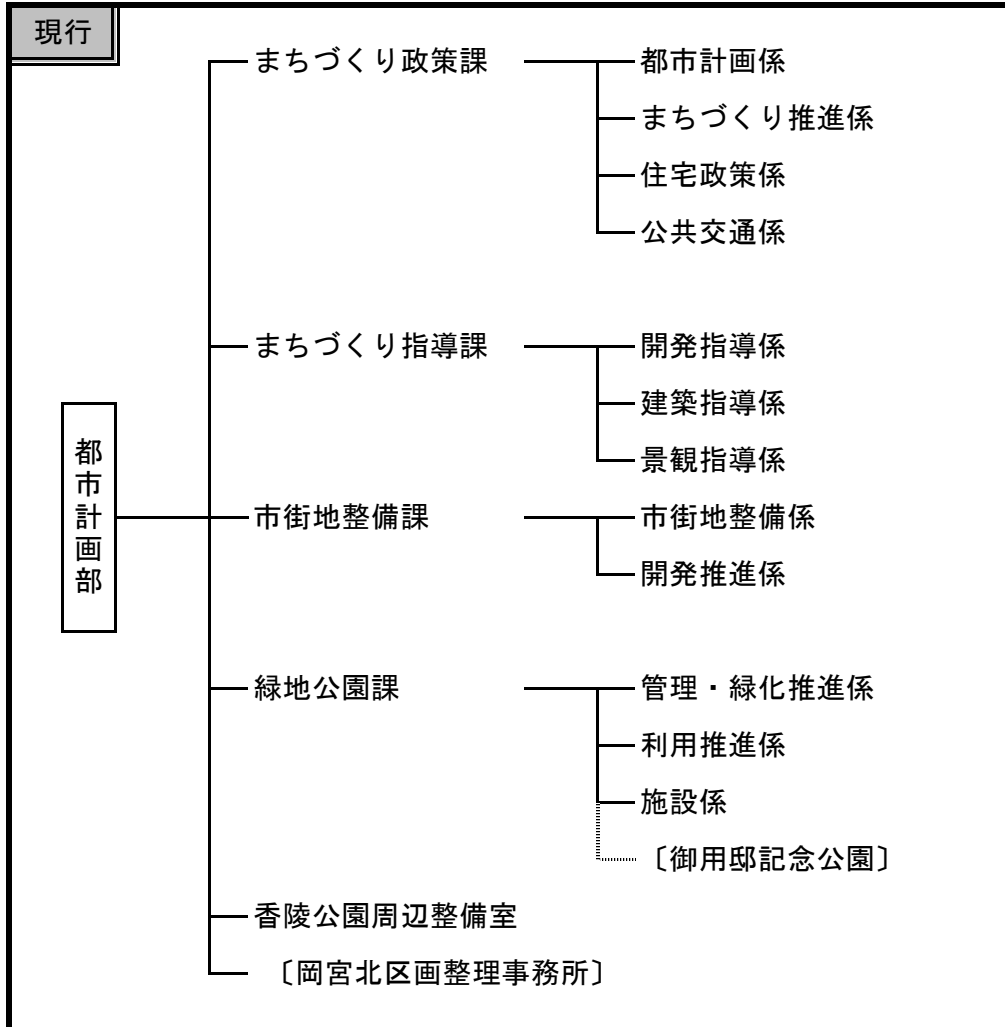 現行
まちづくり政策課 都市計画係
まちづくり推進係
住宅政策係
公共交通係
まちづくり指導課 開発指導係
建築指導係
景観指導係
都市計画部
市街地整備課 市街地整備係
開発推進係
緑地公園課 管理・緑化推進係
利用推進係
施設係
〔御用邸記念公園〕
香陵公園周辺整備室
〔岡宮北区画整理事務所〕